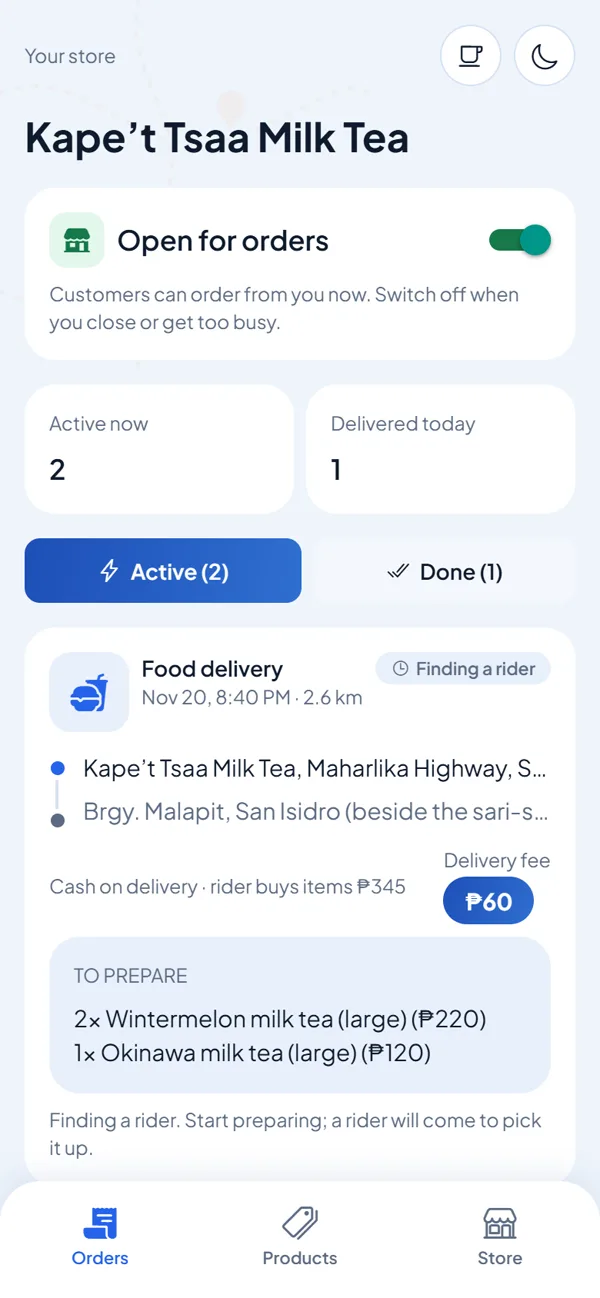 Your store
Kape’t Tsaa Milk Tea
Open for orders
Customers can order from you now. Switch off when
you close or get too busy.
Active now
2
Delivered today
1
Active (2)
Done (1)
Food delivery
Finding a rider
Nov 20, 8:40 PM · 2.6 km
Kape’t Tsaa Milk Tea, Maharlika Highway, S...
Brgy. Malapit, San Isidro (beside the sari-s...
Delivery fee
Cash on delivery · rider buys items ₱345
₱60
TO PREPARE
2× Wintermelon milk tea (large) (₱220)
1× Okinawa milk tea (large) (₱120)
Finding a rider. Start preparing; a rider will come to pick
it up.
Orders
Products
Store